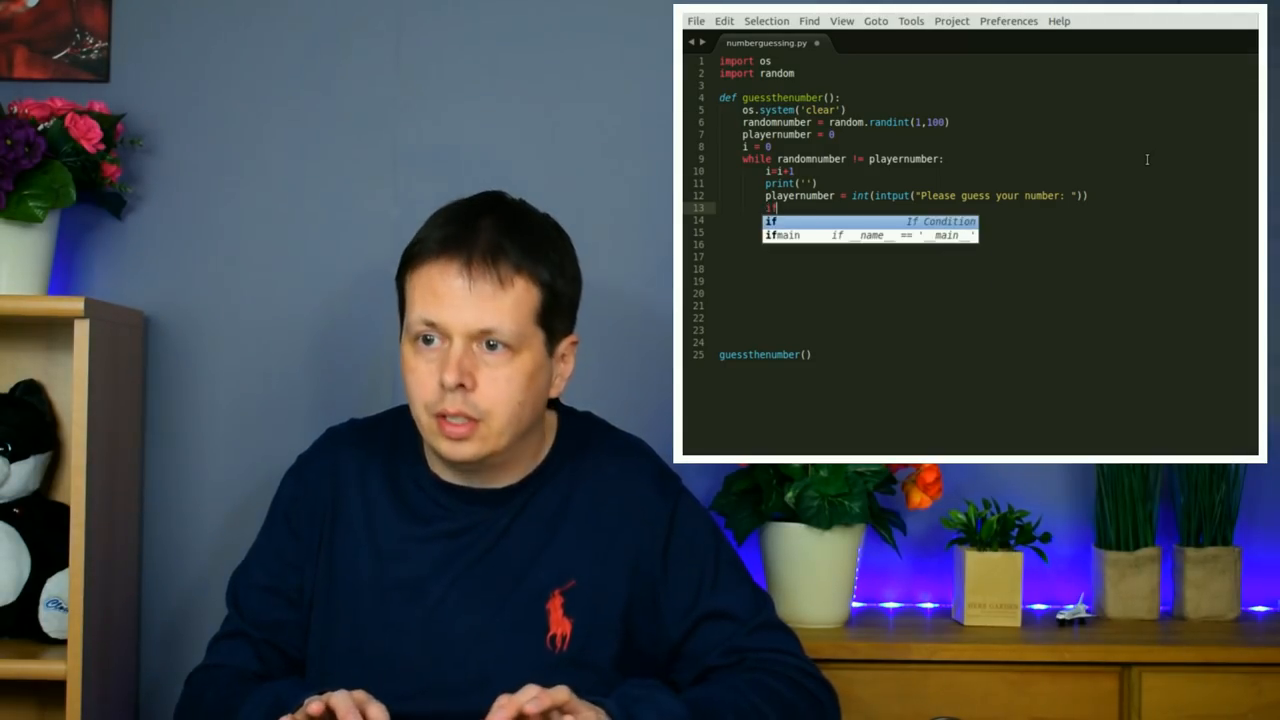 File Edit Selection Find View Goto Tools Project Preferences Help
numberguessing.py
1 import os
2 import random
3
4 def guessthenumber():
5 os.system('clear')
6 randomnumber = random.randint(1,100)
7 playernumber = 0
8 i = 0
9 while randomnumber != playernumber:
10 i=i+1
11 print('')
12 playernumber = int(intput("Please guess your number: "))
13 if
14 if If Condition
15 ifmain if __name__ == '__main__'
16
17
18
19
20
21
22
23
24
25 guessthenumber()
HERB GARDEN